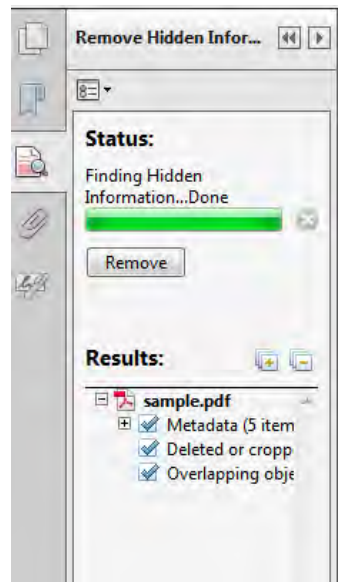 Remove Hidden Infor...
Status:
Finding Hidden
Information...Done
Remove
Results:
sample.pdf
Metadata (5 item
Deleted or cropp
Overlapping obje